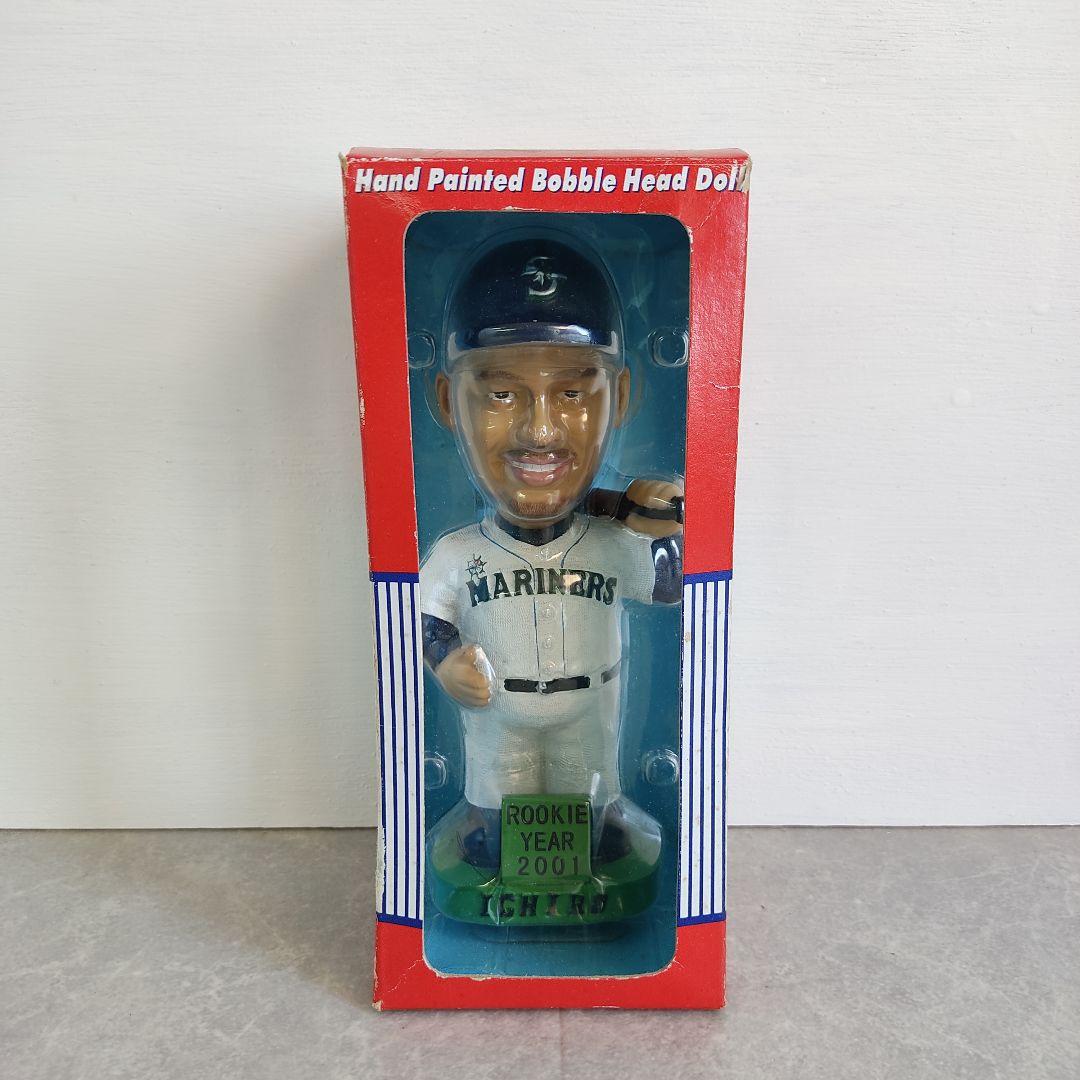 Hand Painted Bobble Head Doll
S
MARINERS
ROOKIE
YEAR
2001
ICHIRO